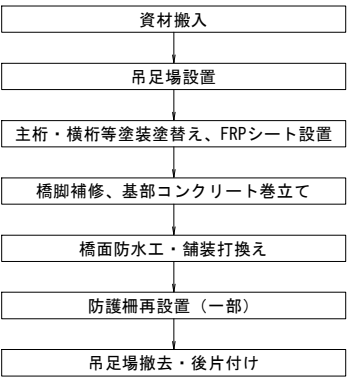 資材搬入
吊足場設置
主桁・横桁等塗装塗替え、FRPシート設置
橋脚補修、基部コンクリート巻立て
橋面防水工・舗装打換え
防護柵再設置（一部）
吊足場撤去・後片付け